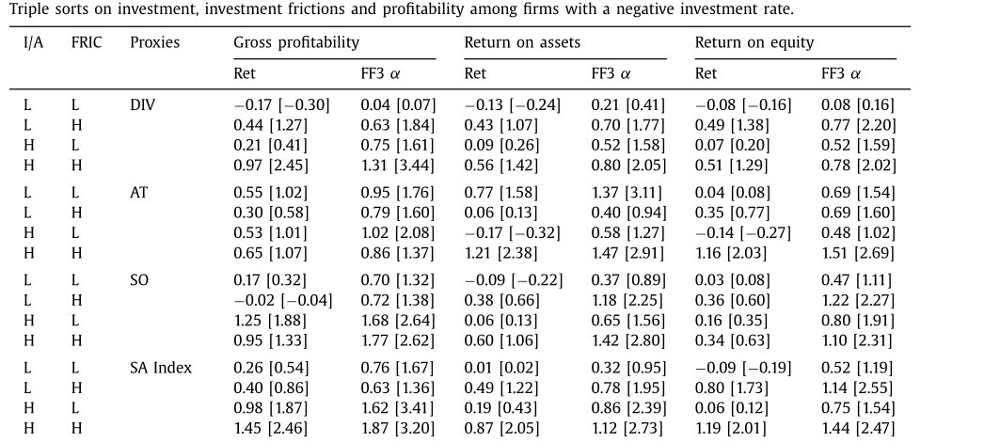 Triple sorts on investment, investment frictions and profitability among firms with a negative investment rate.
I/A FRIC Proxies Gross profitability Return on assets Return on equity
Ret FF3 α Ret FF3 α Ret FF3 α
L L DIV −0.17 [−0.30] 0.04 [0.07] −0.13 [−0.24] 0.21 [0.41] −0.08 [−0.16] 0.08 [0.16]
L H 0.44 [1.27] 0.63 [1.84] 0.43 [1.07] 0.70 [1.77] 0.49 [1.38] 0.77 [2.20]
H L 0.21 [0.41] 0.75 [1.61] 0.09 [0.26] 0.52 [1.58] 0.07 [0.20] 0.52 [1.59]
H H 0.97 [2.45] 1.31 [3.44] 0.56 [1.42] 0.80 [2.05] 0.51 [1.29] 0.78 [2.02]
L L AT 0.55 [1.02] 0.95 [1.76] 0.77 [1.58] 1.37 [3.11] 0.04 [0.08] 0.69 [1.54]
L H 0.30 [0.58] 0.79 [1.60] 0.06 [0.13] 0.40 [0.94] 0.35 [0.77] 0.69 [1.60]
H L 0.53 [1.01] 1.02 [2.08] −0.17 [−0.32] 0.58 [1.27] −0.14 [−0.27] 0.48 [1.02]
H H 0.65 [1.07] 0.86 [1.37] 1.21 [2.38] 1.47 [2.91] 1.16 [2.03] 1.51 [2.69]
L L SO 0.17 [0.32] 0.70 [1.32] −0.09 [−0.22] 0.37 [0.89] 0.03 [0.08] 0.47 [1.11]
L H −0.02 [−0.04] 0.72 [1.38] 0.38 [0.66] 1.18 [2.25] 0.36 [0.60] 1.22 [2.27]
H L 1.25 [1.88] 1.68 [2.64] 0.06 [0.13] 0.65 [1.56] 0.16 [0.35] 0.80 [1.91]
H H 0.95 [1.33] 1.77 [2.62] 0.60 [1.06] 1.42 [2.80] 0.34 [0.63] 1.10 [2.31]
L L SA Index 0.26 [0.54] 0.76 [1.67] 0.01 [0.02] 0.32 [0.95] −0.09 [−0.19] 0.52 [1.19]
L H 0.40 [0.86] 0.63 [1.36] 0.49 [1.22] 0.78 [1.95] 0.80 [1.73] 1.14 [2.55]
H L 0.98 [1.87] 1.62 [3.41] 0.19 [0.43] 0.86 [2.39] 0.06 [0.12] 0.75 [1.54]
H H 1.45 [2.46] 1.87 [3.20] 0.87 [2.05] 1.12 [2.73] 1.19 [2.01] 1.44 [2.47]